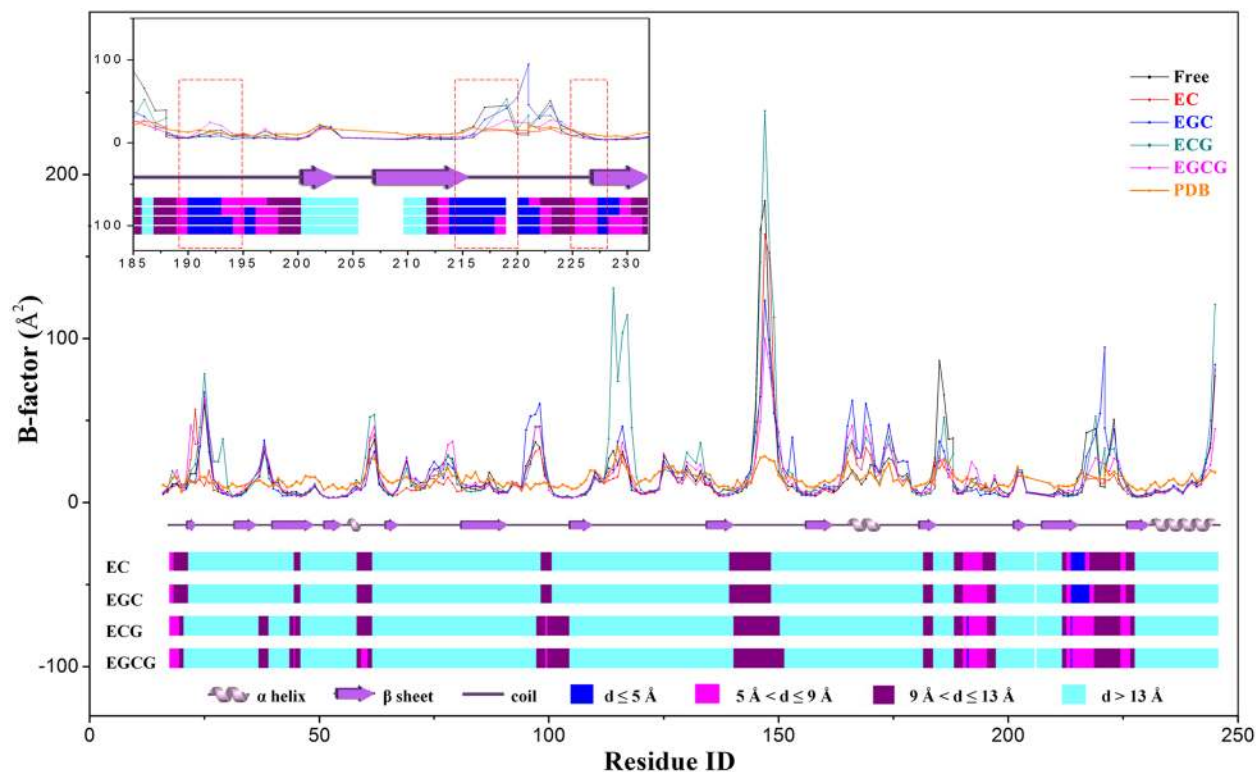 100
0
100
185 190 195 200 205 210 215 220 225 230
Free
EC
EGC
ECG
EGCG
PDB
200
100
0
-100
B-factor (Å²)
EC
EGC
ECG
EGCG
α helix β sheet coil d ≤ 5 Å 5 Å < d ≤ 9 Å 9 Å < d ≤ 13 Å d > 13 Å
0 50 100 150 200 250
Residue ID